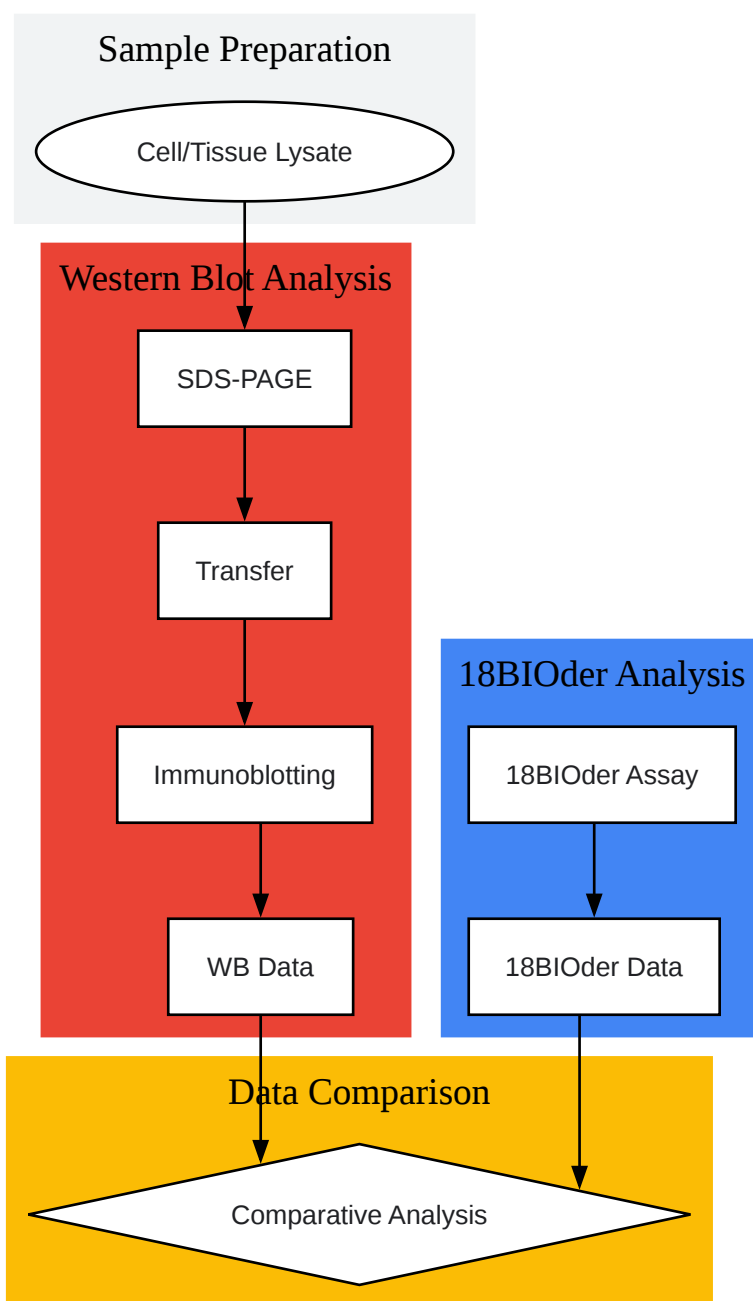 Sample Preparation
Cell/Tissue Lysate
Western Blot Analysis
SDS-PAGE
Transfer
Immunoblotting
WB Data
18BIOder Analysis
18BIOder Assay
18BIOder Data
Data Comparison
Comparative Analysis